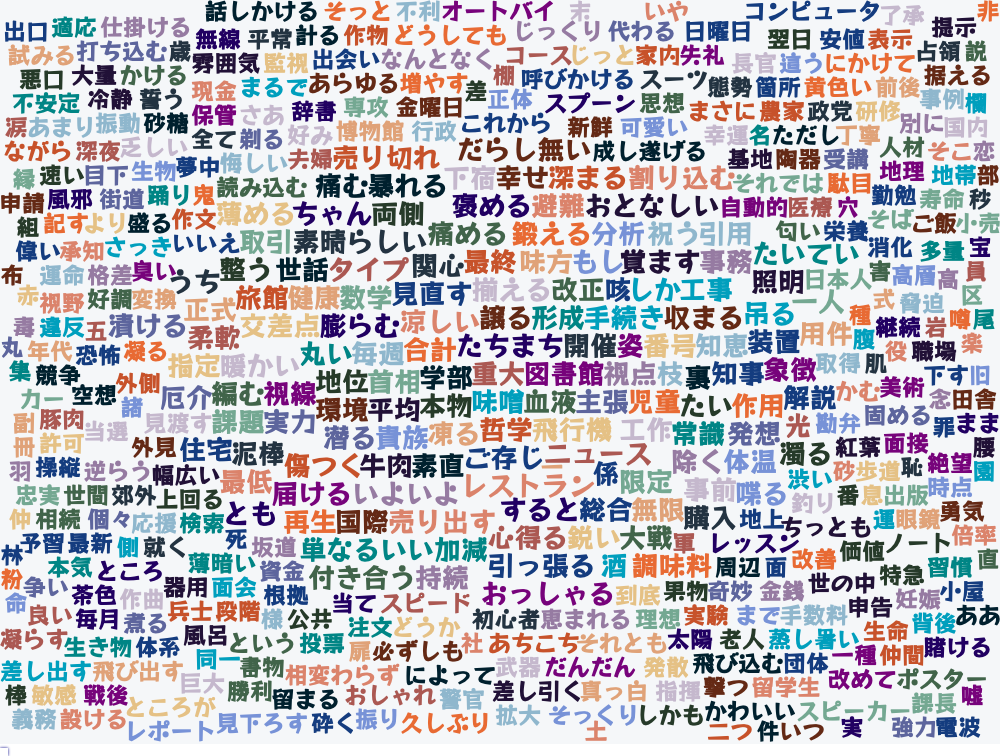 話しかける そっと 不利 オートバイ 末 いや コンピュータ 了承 非
出口 適応 仕掛ける 無線 平常 計る 作物 どうしても じっくり 代わる 日曜日 翌日 安値 表示 提示
試みる 打ち込む 歳 雰囲気 監視 出会い なんとなく コース じっと 家内 失礼 長官 違う にかけて 占領 説
悪口 大量 かける 現金 まるで あらゆる 増やす 差 棚 呼びかける スーツ 態勢 箇所 黄色い 前後 据える
不安定 冷静 誓う 保管 さあ 辞書 専攻 金曜日 正体 スプーン 思想 まさに 農家 政党 研修 事例 欄
涙 あまり 振動 砂糖 全て 剃る 好み 博物館 行政 これから 新鮮 可愛い 幸運 名 ただし 丁寧 別に 国内
ながら 深夜 乏しい 悔しい 夫婦 売り切れ だらし無い 成し遂げる 基地 陶器 受講 人材 そこ 恋
緑 速い 目下 生物 夢中 読み込む 痛む 暴れる 下宿 幸せ 深まる 割り込む それでは 駄目 地理 地帯 部
申請 風邪 街道 踊り 鬼 薄める ちゃん 両側 褒める 避難 おとなしい 自動的 医療 穴 勤勉 寿命 秒
組 記す より 盛る 作文 取引 素晴らしい 痛める 鍛える 分析 祝う 引用 匂い 栄養 そば ご飯 小売
偉い 承知 さっき いいえ 整う 世話 タイプ 関心 最終 味方 もし 覚ます 事務 たいてい 消化 多量 宝
布 運命 格差 臭い うち 旅館 健康 数学 見直す 揃える 改正 咳 しか 工事 照明 日本人 害 高層 高 員
赤 視野 好調 変換 正式 交差点 膨らむ 涼しい 譲る 形成 手続き 収まる 吊る 一人 種 式 脅迫 区
毒 違反 五 漬ける 柔軟 丸い 毎週 合計 たちまち 開催 姿 番号 知恵 装置 用件 腹 継続 岩 噂 尾
丸 年代 恐怖 凝る 指定 暖かい 地位 首相 学部 重大 図書館 視点 枝 裏 知事 象徴 取得 肌 役 職場 楽
集 競争 空想 外側 厄介 編む 視線 環境 平均 本物 味噌 血液 主張 児童 たい 作用 解説 かむ 美術 下す 旧
カー 諸 見渡す 課題 実力 潜る 貴族 凍る 哲学 飛行機 工作 常識 発想 光 勘弁 固める 念 田舎
副 豚肉 当選 外見 住宅 泥棒 傷つく 牛肉 素直 ご存じ ニュース 除く 体温 濁る 紅葉 面接 罪 まま
冊 許可 逆らう 幅広い 最低 届ける いよいよ レストラン 係 限定 事前 喋る 渋い 砂 歩道 恥 絶望 腰
羽 操縦 世間 郊外 上回る とも 再生 国際 売り出す すると 総合 無限 購入 地上 釣り 番 息 出版 時点 園
忠実 仲 相続 個々 応援 検索 死 坂道 単なる いい加減 心得る 鋭い 大戦 軍 レッスン ちっとも 運 眼鏡 勇気
林 予習 最新 側 就く 薄暗い 資金 付き合う 持続 引っ張る 酒 調味料 周辺 面 改善 価値 ノート 倍率
粉 本気 ところ 器用 面会 根拠 当て スピード おっしゃる 到底 果物 奇妙 金銭 世の中 特急 習慣 直
命 争い 茶色 作曲 兵士 段階 様 公共 注文 どうか 初心者 恵まれる 理想 実験 まで 手数料 申告 妊娠 小屋
良い 毎月 煮る 風呂 という 投票 扉 必ずしも 社 あちこち それとも 太陽 老人 蒸し暑い 生命 背後 ああ
凝らす 生き物 体系 同一 書物 相変わらず によって 武器 だんだん 発散 飛び込む 団体 一種 仲間 賭ける
差し出す 飛び出す 巨大 勝利 留まる おしゃれ 警官 差し引く 真っ白 指揮 撃つ 留学生 改めて ポスター
棒 敏感 戦後 ところが 拡大 そっくり しかも かわいい スピーカー 課長 嘘
義務 設ける レポート 見下ろす 砕く 振り 久しぶり 土 二つ 件 いつ 実 強力 電波